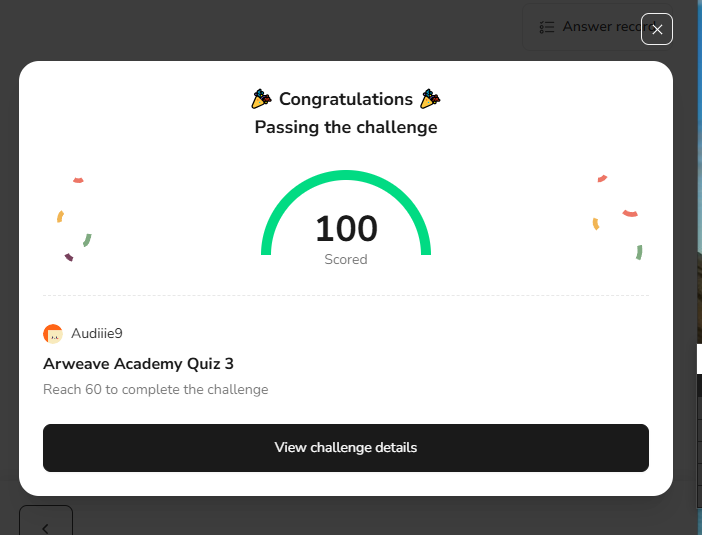 Answer record
Congratulations
Passing the challenge
100
Scored
Audiiie9
Arweave Academy Quiz 3
Reach 60 to complete the challenge
View challenge details